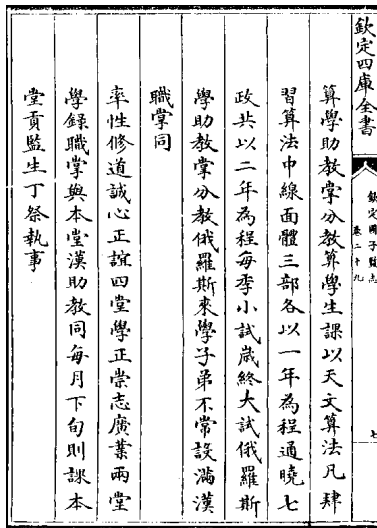 欽定四庫全書
欽定國子監志
卷二十九
七
算學助教掌分教算學生課以天文算法凡肄
習算法中線面體三部各以一年為程通曉七
政共以二年為程每季小試歲終大試俄羅斯
學助教掌分教俄羅斯來學子弟不常設滿漢
職掌同
率性修道誠心正誼四堂學正崇志廣業兩堂
學錄職掌與本堂漢助教同每月下旬則課本
堂貢監生丁祭執事